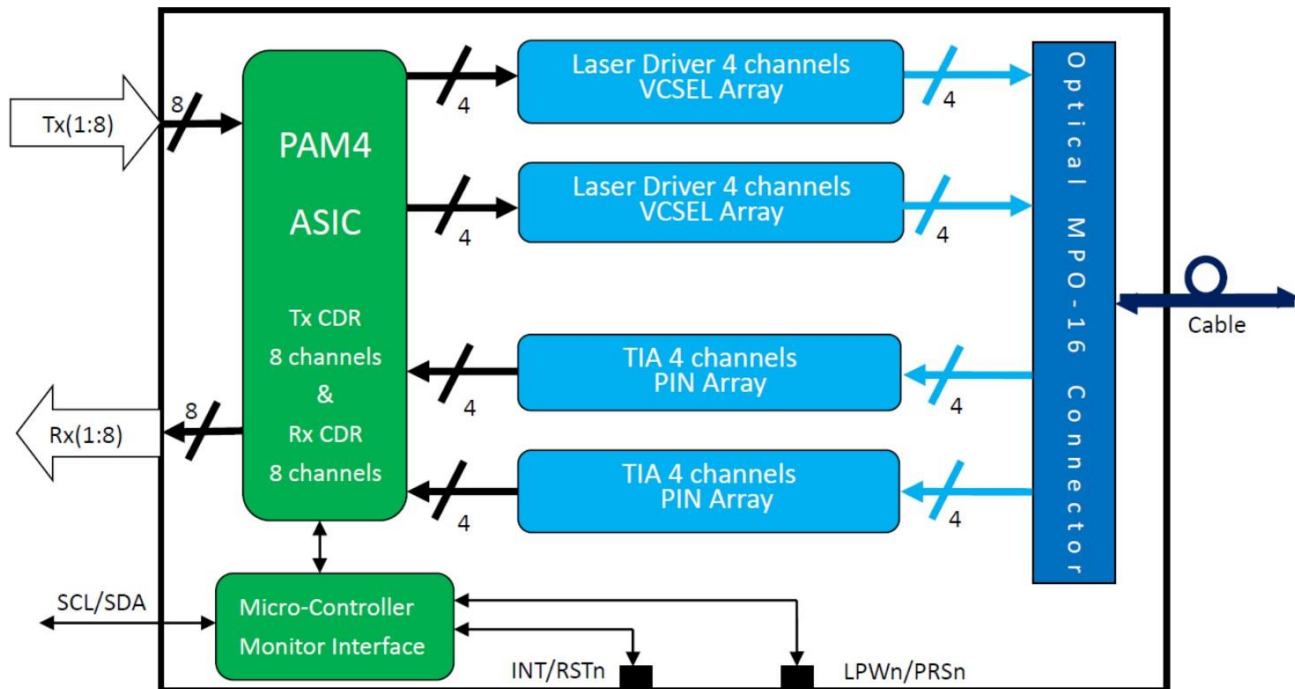 Tx(1:8)
8
PAM4
ASIC
Tx CDR
8 channels
&
Rx CDR
8 channels
4
Laser Driver 4 channels
VCSEL Array
4
4
Laser Driver 4 channels
VCSEL Array
4
Rx(1:8)
8
4
TIA 4 channels
PIN Array
4
4
TIA 4 channels
PIN Array
4
Optical MPO-16 Connector
Cable
SCL/SDA
Micro-Controller
Monitor Interface
INT/RSTn
LPWn/PRSn